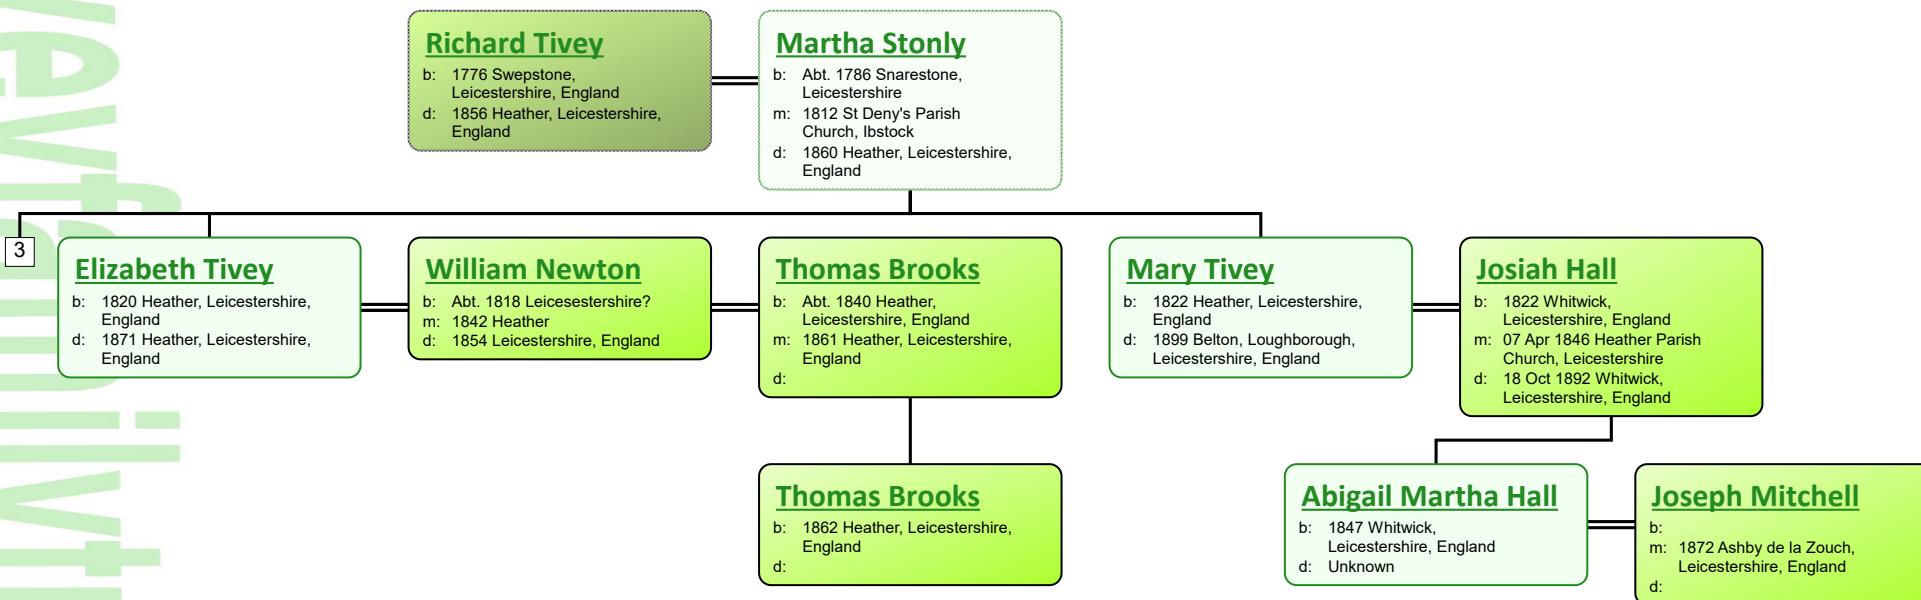 Richard Tivey
b: 1776 Swepstone,
Leicestershire, England
d: 1856 Heather, Leicestershire,
England
Martha Stonly
b: Abt. 1786 Snarestone,
Leicestershire
m: 1812 St Deny's Parish
Church, Ibstock
d: 1860 Heather, Leicestershire,
England
3
Elizabeth Tivey
b: 1820 Heather, Leicestershire,
England
d: 1871 Heather, Leicestershire,
England
William Newton
b: Abt. 1818 Leicesestershire?
m: 1842 Heather
d: 1854 Leicestershire, England
Thomas Brooks
b: Abt. 1840 Heather,
Leicestershire, England
m: 1861 Heather, Leicestershire,
England
d:
Mary Tivey
b: 1822 Heather, Leicestershire,
England
d: 1899 Belton, Loughborough,
Leicestershire, England
Josiah Hall
b: 1822 Whitwick,
Leicestershire, England
m: 07 Apr 1846 Heather Parish
Church, Leicestershire
d: 18 Oct 1892 Whitwick,
Leicestershire, England
Thomas Brooks
b: 1862 Heather, Leicestershire,
England
d:
Abigail Martha Hall
b: 1847 Whitwick,
Leicestershire, England
d: Unknown
Joseph Mitchell
b:
m: 1872 Ashby de la Zouch,
Leicestershire, England
d: